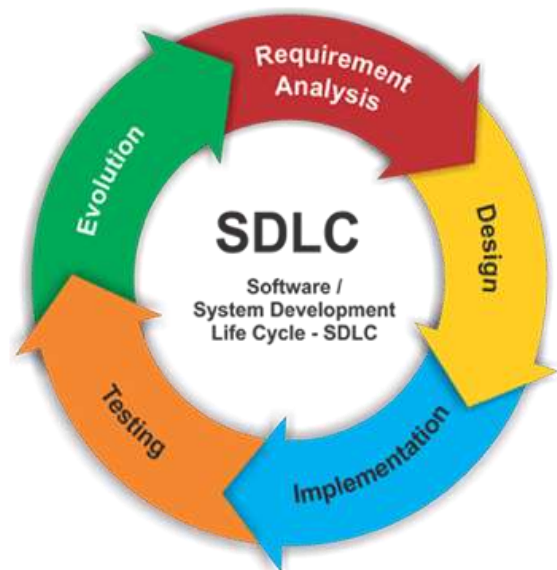 Requirement
Analysis
Design
Implementation
Testing
Evolution
SDLC
Software /
System Development
Life Cycle - SDLC